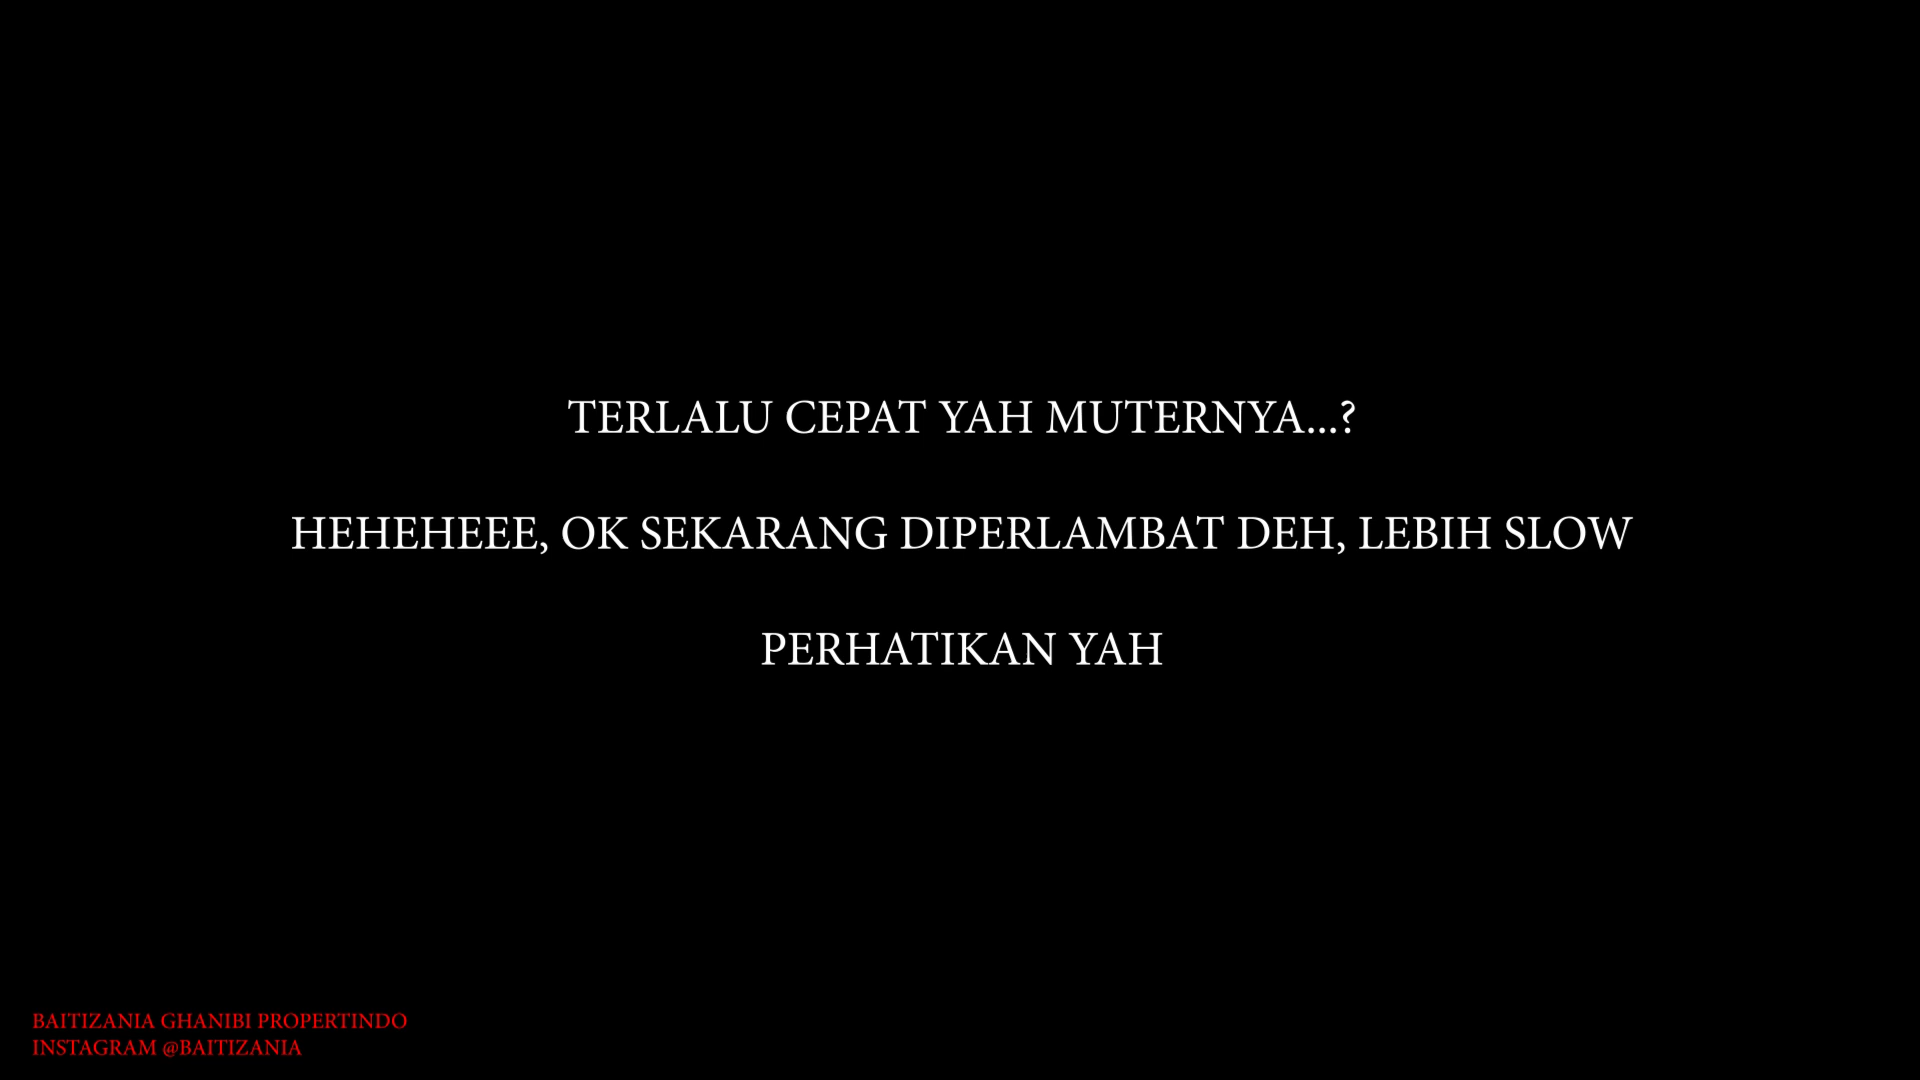 TERLALU CEPAT YAH MUTERNYA...?
HEHEHEEE, OK SEKARANG DIPERLAMBAT DEH, LEBIH SLOW
PERHATIKAN YAH
BAITIZANIA GHANIBI PROPERTINDO
INSTAGRAM @BAITIZANIA